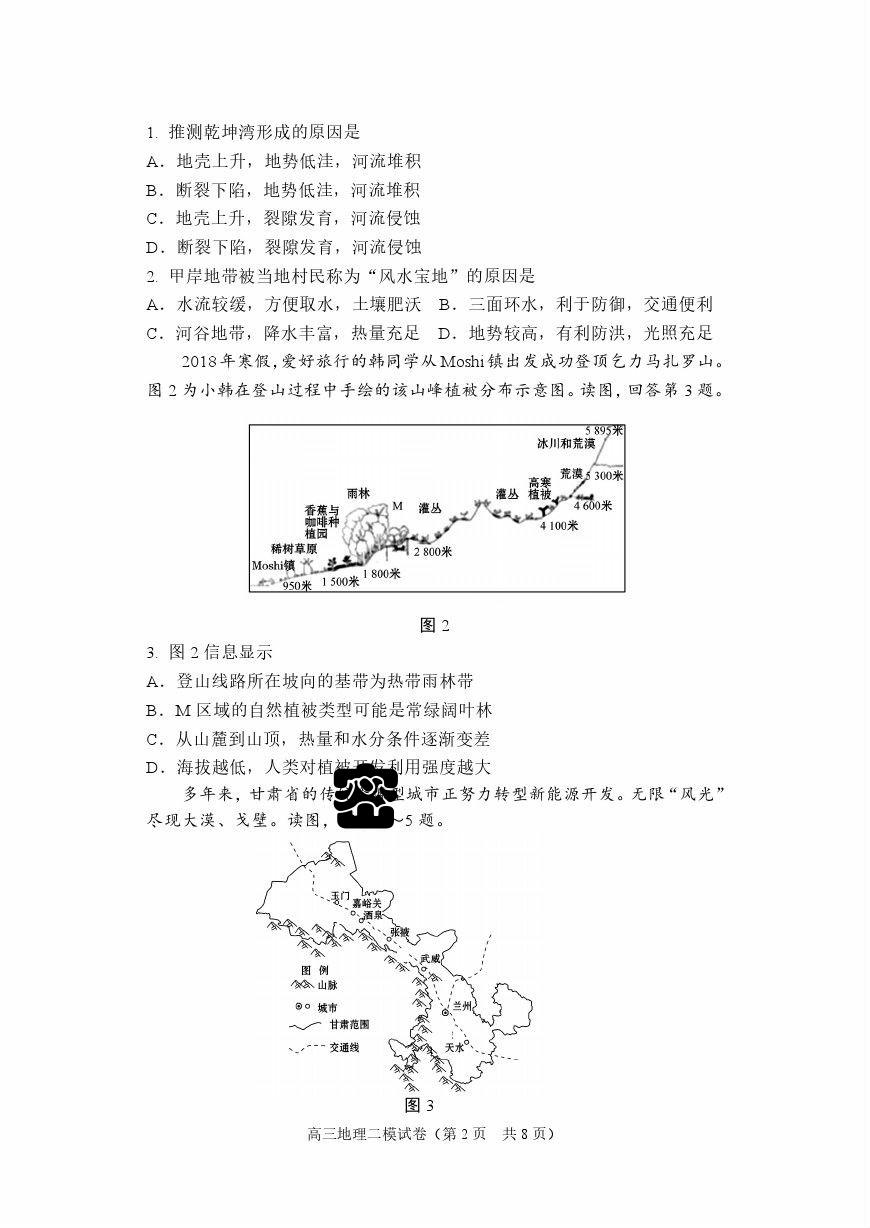 1. 推测乾坤湾形成的原因是
A．地壳上升，地势低洼，河流堆积
B．断裂下陷，地势低洼，河流堆积
C．地壳上升，裂隙发育，河流侵蚀
D．断裂下陷，裂隙发育，河流侵蚀
2. 甲岸地带被当地村民称为“风水宝地”的原因是
A．水流较缓，方便取水，土壤肥沃 B．三面环水，利于防御，交通便利
C．河谷地带，降水丰富，热量充足 D．地势较高，有利防洪，光照充足
2018年寒假，爱好旅行的韩同学从Moshi镇出发成功登顶乞力马扎罗山。
图2为小韩在登山过程中手绘的该山峰植被分布示意图。读图，回答第3题。
5 895米
冰川和荒漠
荒漠 5 300米
高寒
植被
灌丛
4 600米
4 100米
雨林
M
灌丛
香蕉与
咖啡种
植园
2 800米
稀树草原
Moshi镇
1 800米
1 500米
950米
图2
3. 图2信息显示
A．登山线路所在坡向的基带为热带雨林带
B．M区域的自然植被类型可能是常绿阔叶林
C．从山麓到山顶，热量和水分条件逐渐变差
D．海拔越低，人类对植被开发利用强度越大
多年来，甘肃省的传 型城市正努力转型新能源开发。无限“风光”
尽现大漠、戈壁。读图， ~5题。
玉门
嘉峪关
酒泉
张掖
武威
兰州
天水
图 例
山脉
城市
甘肃范围
交通线
图3
高三地理二模试卷（第2页 共8页）